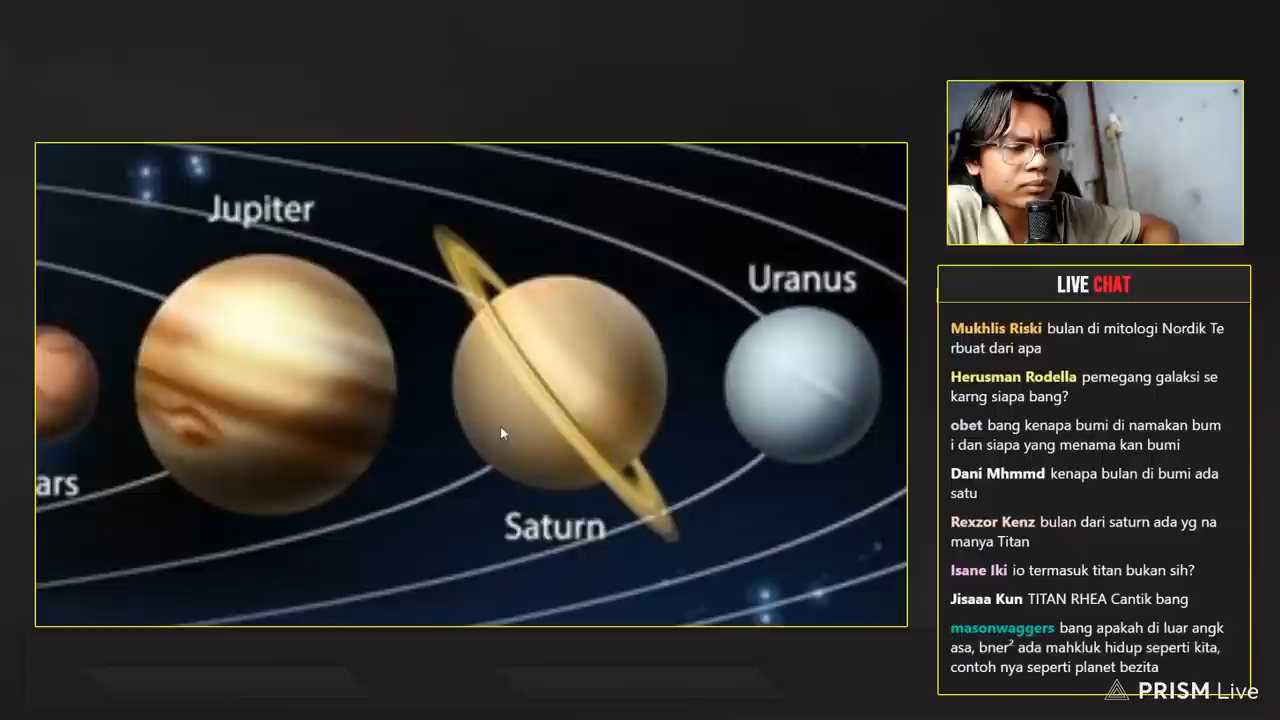 Jupiter
Uranus
ars
Saturn
LIVE CHAT
Mukhlis Riski bulan di mitologi Nordik Te
rbuat dari apa
Herusman Rodella pemegang galaksi se
karng siapa bang?
obet bang kenapa bumi di namakan bum
i dan siapa yang menama kan bumi
Dani Mhmmd kenapa bulan di bumi ada
satu
Rexzor Kenz bulan dari saturn ada yg na
manya Titan
Isane Iki io termasuk titan bukan sih?
Jisaaa Kun TITAN RHEA Cantik bang
masonwaggers bang apakah di luar angk
asa, bner² ada mahkluk hidup seperti kita,
contoh nya seperti planet bezita
PRISM Live